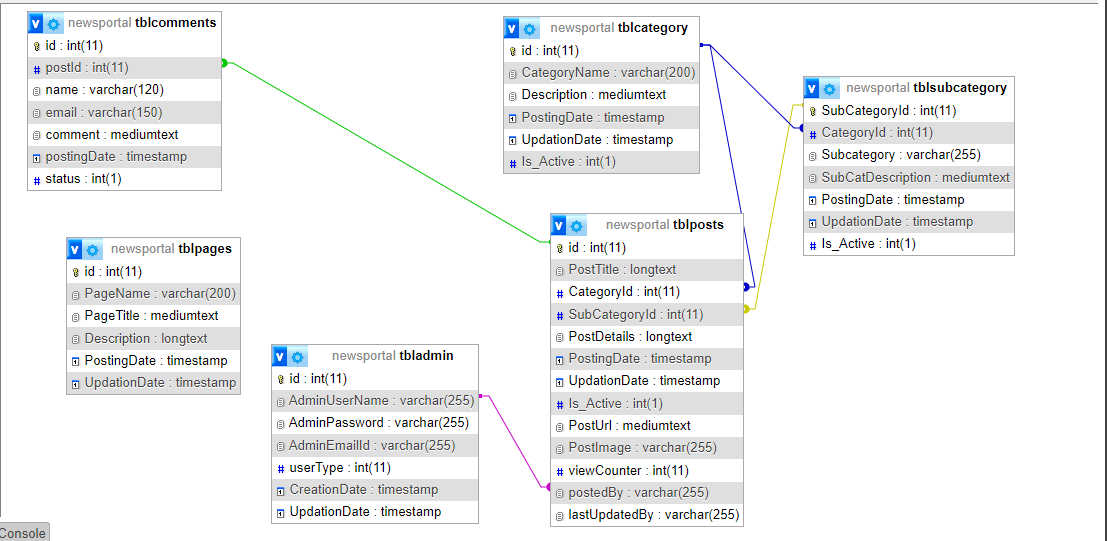 v newsportal tblcomments
id : int(11)
# postId : int(11)
name : varchar(120)
email : varchar(150)
comment : mediumtext
postingDate : timestamp
# status : int(1)
v newsportal tblcategory
id : int(11)
CategoryName : varchar(200)
Description : mediumtext
PostingDate : timestamp
UpdationDate : timestamp
# Is_Active : int(1)
v newsportal tblsubcategory
SubCategoryId : int(11)
# CategoryId : int(11)
Subcategory : varchar(255)
SubCatDescription : mediumtext
PostingDate : timestamp
UpdationDate : timestamp
# Is_Active : int(1)
v newsportal tblpages
id : int(11)
PageName : varchar(200)
PageTitle : mediumtext
Description : longtext
PostingDate : timestamp
UpdationDate : timestamp
v newsportal tblposts
id : int(11)
PostTitle : longtext
# CategoryId : int(11)
# SubCategoryId : int(11)
PostDetails : longtext
PostingDate : timestamp
UpdationDate : timestamp
# Is_Active : int(1)
PostUrl : mediumtext
PostImage : varchar(255)
# viewCounter : int(11)
postedBy : varchar(255)
lastUpdatedBy : varchar(255)
v newsportal tbladmin
id : int(11)
AdminUserName : varchar(255)
AdminPassword : varchar(255)
AdminEmailId : varchar(255)
# userType : int(11)
CreationDate : timestamp
UpdationDate : timestamp
Console